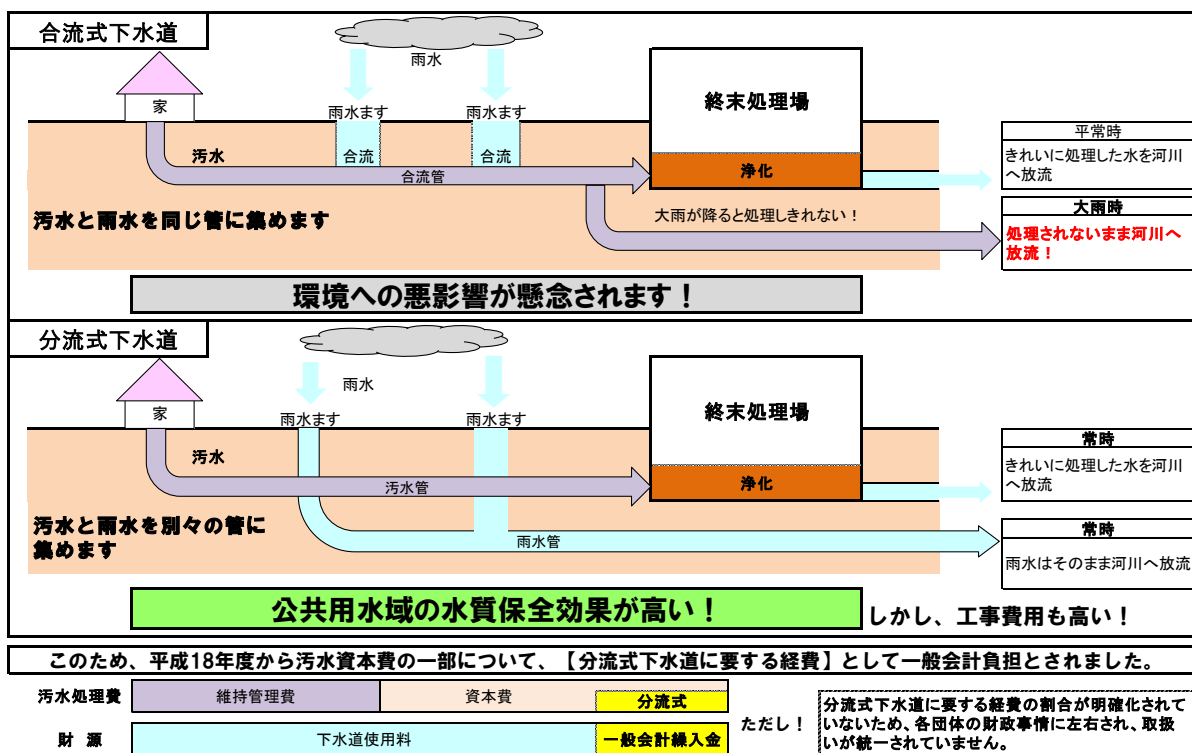 合流式下水道
雨水
家
雨水ます
雨水ます
終末処理場
汚水
合流
合流
合流管
浄化
平常時
きれいに処理した水を河川
へ放流
汚水と雨水を同じ管に集めます
大雨が降ると処理しきれない！
大雨時
処理されないまま河川へ
放流！
環境への悪影響が懸念されます！
分流式下水道
雨水
家
雨水ます
雨水ます
終末処理場
汚水
汚水管
浄化
常時
きれいに処理した水を河川
へ放流
汚水と雨水を別々の管に
集めます
雨水管
常時
雨水はそのまま河川へ放流
公共用水域の水質保全効果が高い！
しかし、工事費用も高い！
このため、平成18年度から汚水資本費の一部について、【分流式下水道に要する経費】として一般会計負担とされました。
汚水処理費
維持管理費
資本費
分流式
財 源
下水道使用料
一般会計繰入金
ただし！
分流式下水道に要する経費の割合が明確化されて
いないため、各団体の財政事情に左右され、取扱
いが統一されていません。